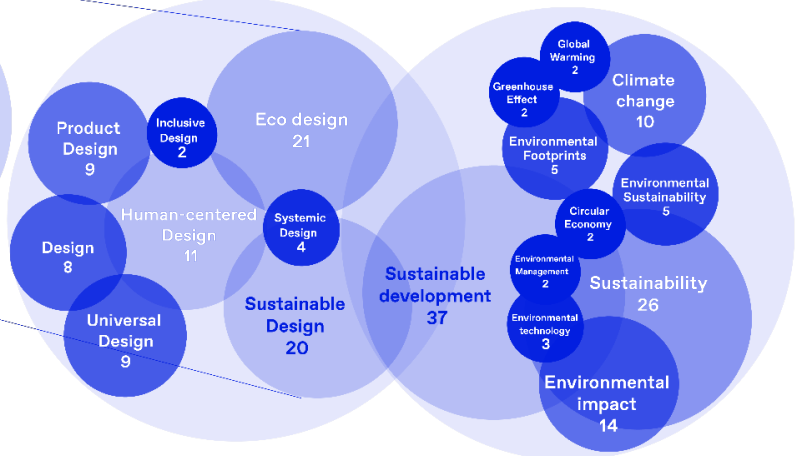 Product
Design
9
Inclusive
Design
2
Eco design
21
Human-centered
Design
11
Systemic
Design
4
Design
8
Universal
Design
9
Sustainable
Design
20
Sustainable
development
37
Global
Warming
2
Greenhouse
Effect
2
Climate
change
10
Environmental
Footprints
5
Environmental
Sustainability
5
Circular
Economy
2
Environmental
Management
2
Sustainability
26
Environmental
technology
3
Environmental
impact
14